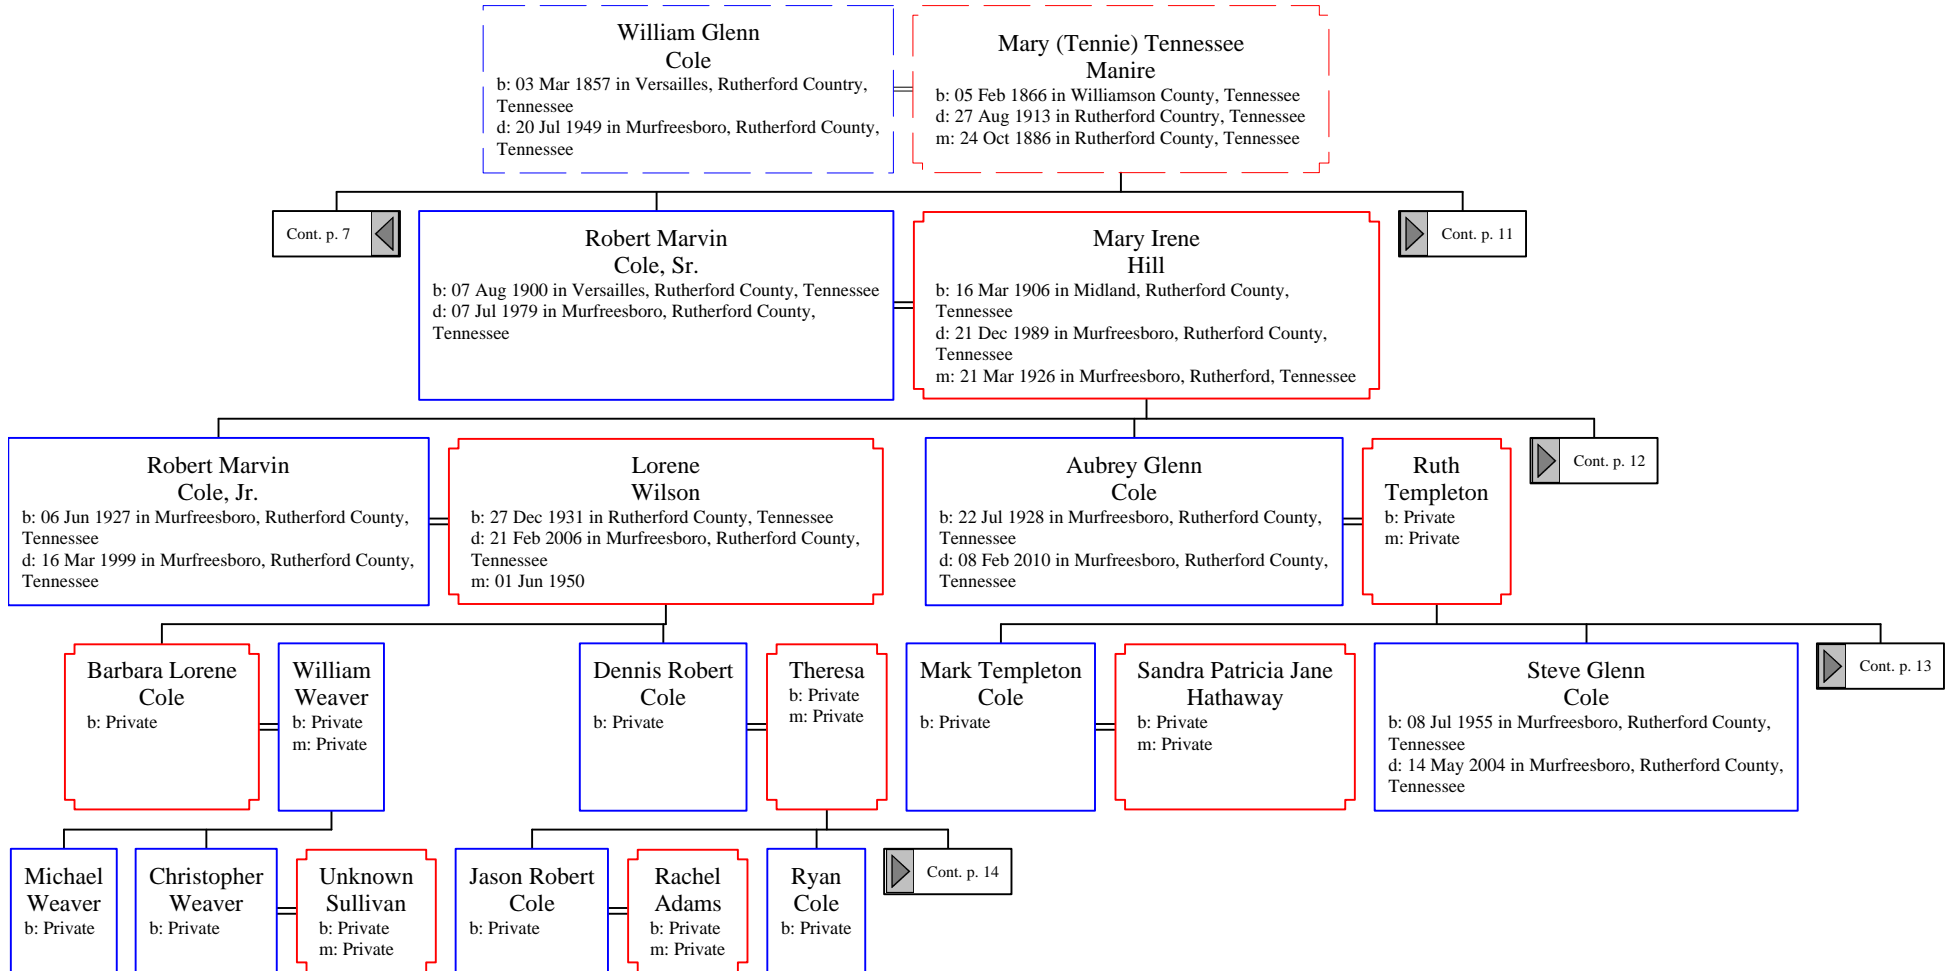 William Glenn
Cole
b: 03 Mar 1857 in Versailles, Rutherford Country,
Tennessee
d: 20 Jul 1949 in Murfreesboro, Rutherford County,
Tennessee
Mary (Tennie) Tennessee
Manire
b: 05 Feb 1866 in Williamson County, Tennessee
d: 27 Aug 1913 in Rutherford Country, Tennessee
m: 24 Oct 1886 in Rutherford County, Tennessee
Cont. p. 7
Robert Marvin
Cole, Sr.
b: 07 Aug 1900 in Versailles, Rutherford County, Tennessee
d: 07 Jul 1979 in Murfreesboro, Rutherford County,
Tennessee
Mary Irene
Hill
b: 16 Mar 1906 in Midland, Rutherford County,
Tennessee
d: 21 Dec 1989 in Murfreesboro, Rutherford County,
Tennessee
m: 21 Mar 1926 in Murfreesboro, Rutherford, Tennessee
Cont. p. 11
Robert Marvin
Cole, Jr.
b: 06 Jun 1927 in Murfreesboro, Rutherford County,
Tennessee
d: 16 Mar 1999 in Murfreesboro, Rutherford County,
Tennessee
Lorene
Wilson
b: 27 Dec 1931 in Rutherford County, Tennessee
d: 21 Feb 2006 in Murfreesboro, Rutherford County,
Tennessee
m: 01 Jun 1950
Aubrey Glenn
Cole
b: 22 Jul 1928 in Murfreesboro, Rutherford County,
Tennessee
d: 08 Feb 2010 in Murfreesboro, Rutherford County,
Tennessee
Ruth
Templeton
b: Private
m: Private
Cont. p. 12
Barbara Lorene
Cole
b: Private
William
Weaver
b: Private
m: Private
Dennis Robert
Cole
b: Private
Theresa
b: Private
m: Private
Mark Templeton
Cole
b: Private
Sandra Patricia Jane
Hathaway
b: Private
m: Private
Steve Glenn
Cole
b: 08 Jul 1955 in Murfreesboro, Rutherford County,
Tennessee
d: 14 May 2004 in Murfreesboro, Rutherford County,
Tennessee
Cont. p. 13
Michael
Weaver
b: Private
Christopher
Weaver
b: Private
Unknown
Sullivan
b: Private
m: Private
Jason Robert
Cole
b: Private
Rachel
Adams
b: Private
m: Private
Ryan
Cole
b: Private
Cont. p. 14